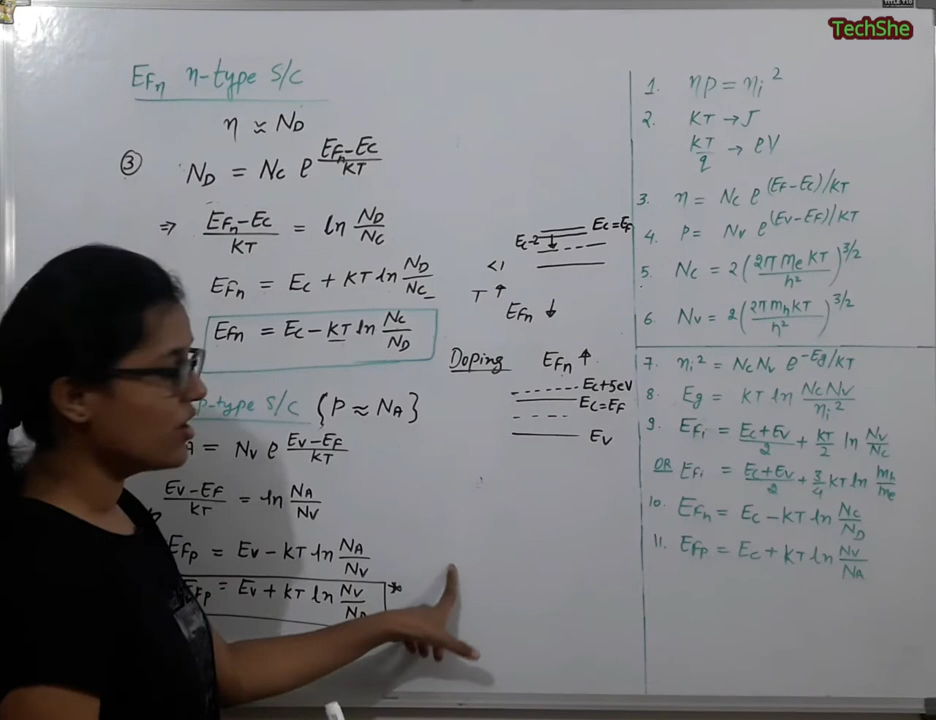 TechShe
EFn n-type S/C
n ≈ ND
③ ND = NC e^(EFn-EC)/KT
⇒ (EFn-EC)/KT = ln ND/NC
EFn = EC + KT ln ND/NC
EFn = EC - KT ln NC/ND
p-type S/C {P ≈ NA}
A = NV e^(EV-EF)/KT
(EV-EF)/KT = ln NA/NV
EFp = EV - KT ln NA/NV
EFp = EV + KT ln NV/NA
EC=EF
EC-2
<1
T ↑
EFn ↓
Doping EFn ↑
EC+5eV
EC=EF
EV
1. np = ni²
2. KT → J
KT/q → eV
3. n = NC e^(EF-EC)/KT
4. P = NV e^(EV-EF)/KT
5. NC = 2(2π me KT/h²)^3/2
6. NV = 2(2π mh KT/h²)^3/2
7. ni² = NC NV e^-Eg/KT
8. Eg = KT ln NC NV/ni²
9. EFi = (EC+EV)/2 + KT/2 ln NV/NC
OR EFi = (EC+EV)/2 + 3/4 KT ln mh/me
10. EFn = EC - KT ln NC/ND
11. EFp = EC + KT ln NV/NA